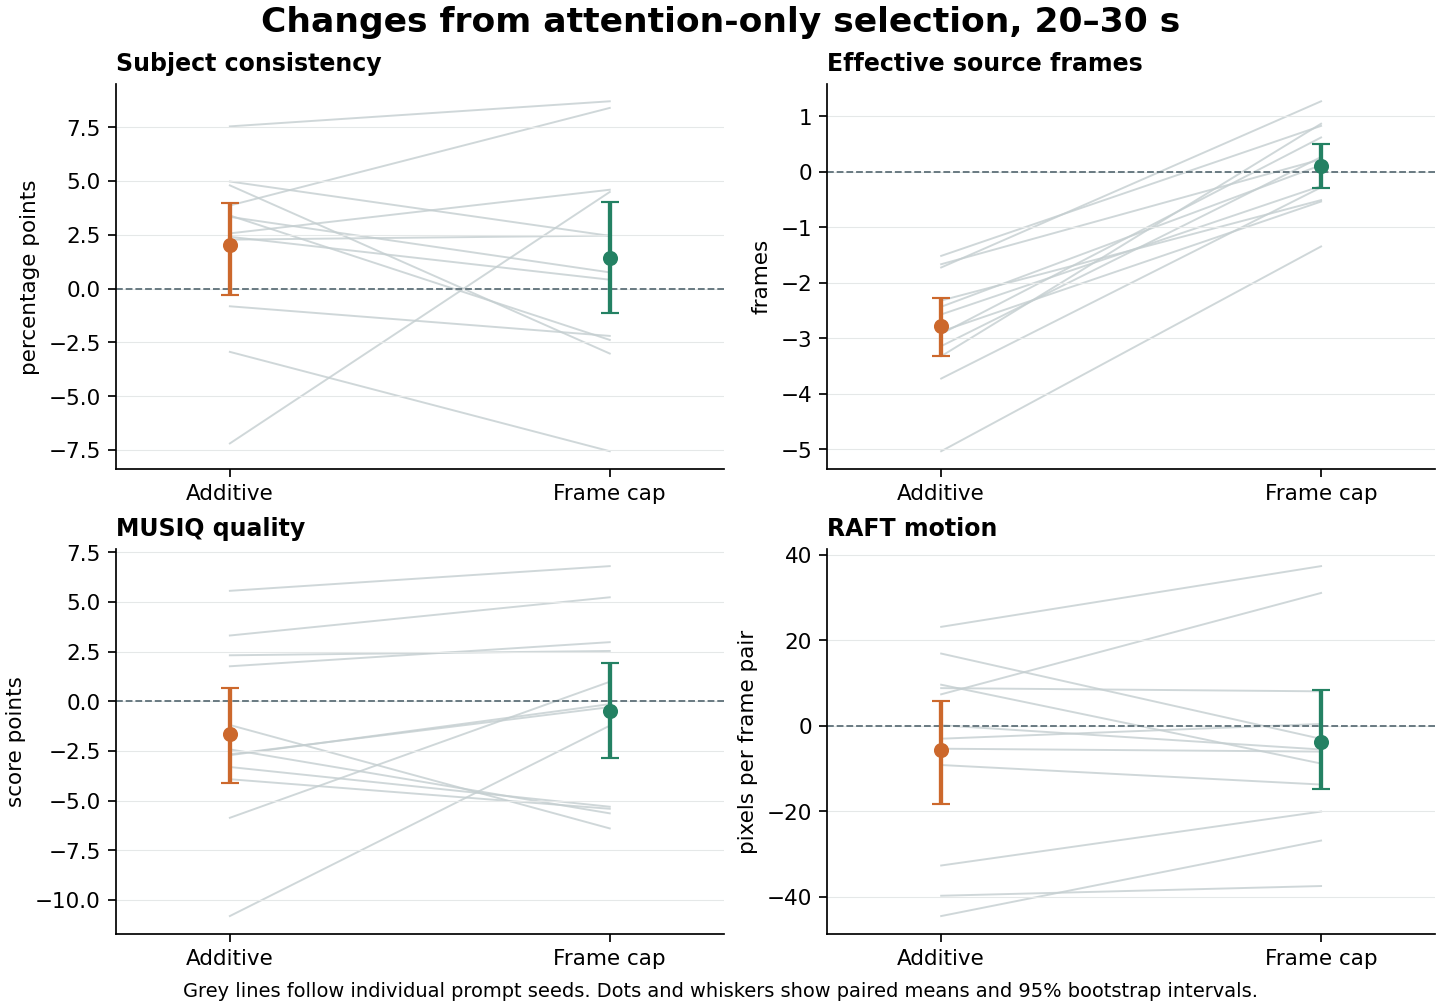 Changes from attention-only selection, 20–30 s
Subject consistency
percentage points
7.5
5.0
2.5
0.0
−2.5
−5.0
−7.5
Additive
Frame cap
Effective source frames
frames
1
0
−1
−2
−3
−4
−5
Additive
Frame cap
MUSIQ quality
score points
7.5
5.0
2.5
0.0
−2.5
−5.0
−7.5
−10.0
Additive
Frame cap
RAFT motion
pixels per frame pair
40
20
0
−20
−40
Additive
Frame cap
Grey lines follow individual prompt seeds. Dots and whiskers show paired means and 95% bootstrap intervals.